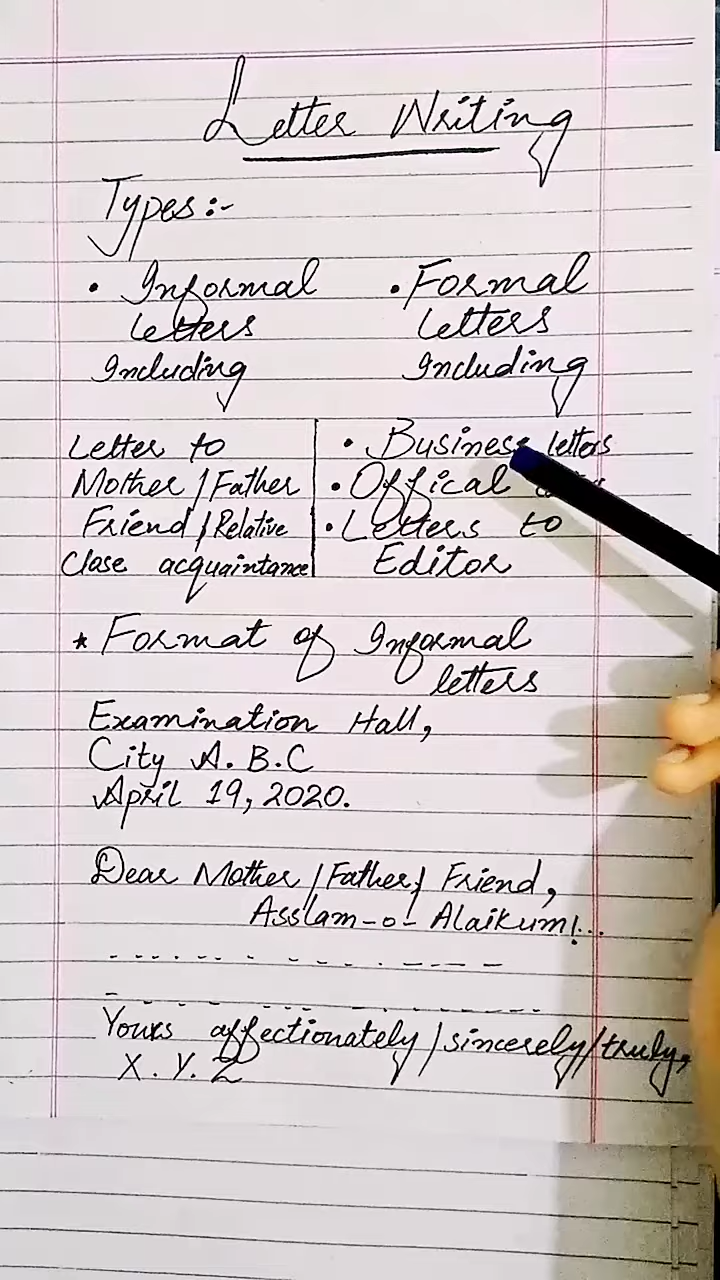 Letter Writing
Types:-
• Informal letters Including
• Formal letters Including
Letter to
Mother / Father
Friend / Relative
Clase acquaintance
• Business letters
• Offical
• Letters to
Editor
* Format of Informal
letters
Examination Hall,
City A.B.C
April 19, 2020.
Dear Mother / Father / Friend,
Asslam-o-Alaikum!...
Yours affectionately / sincerely / truly,
X.Y.Z